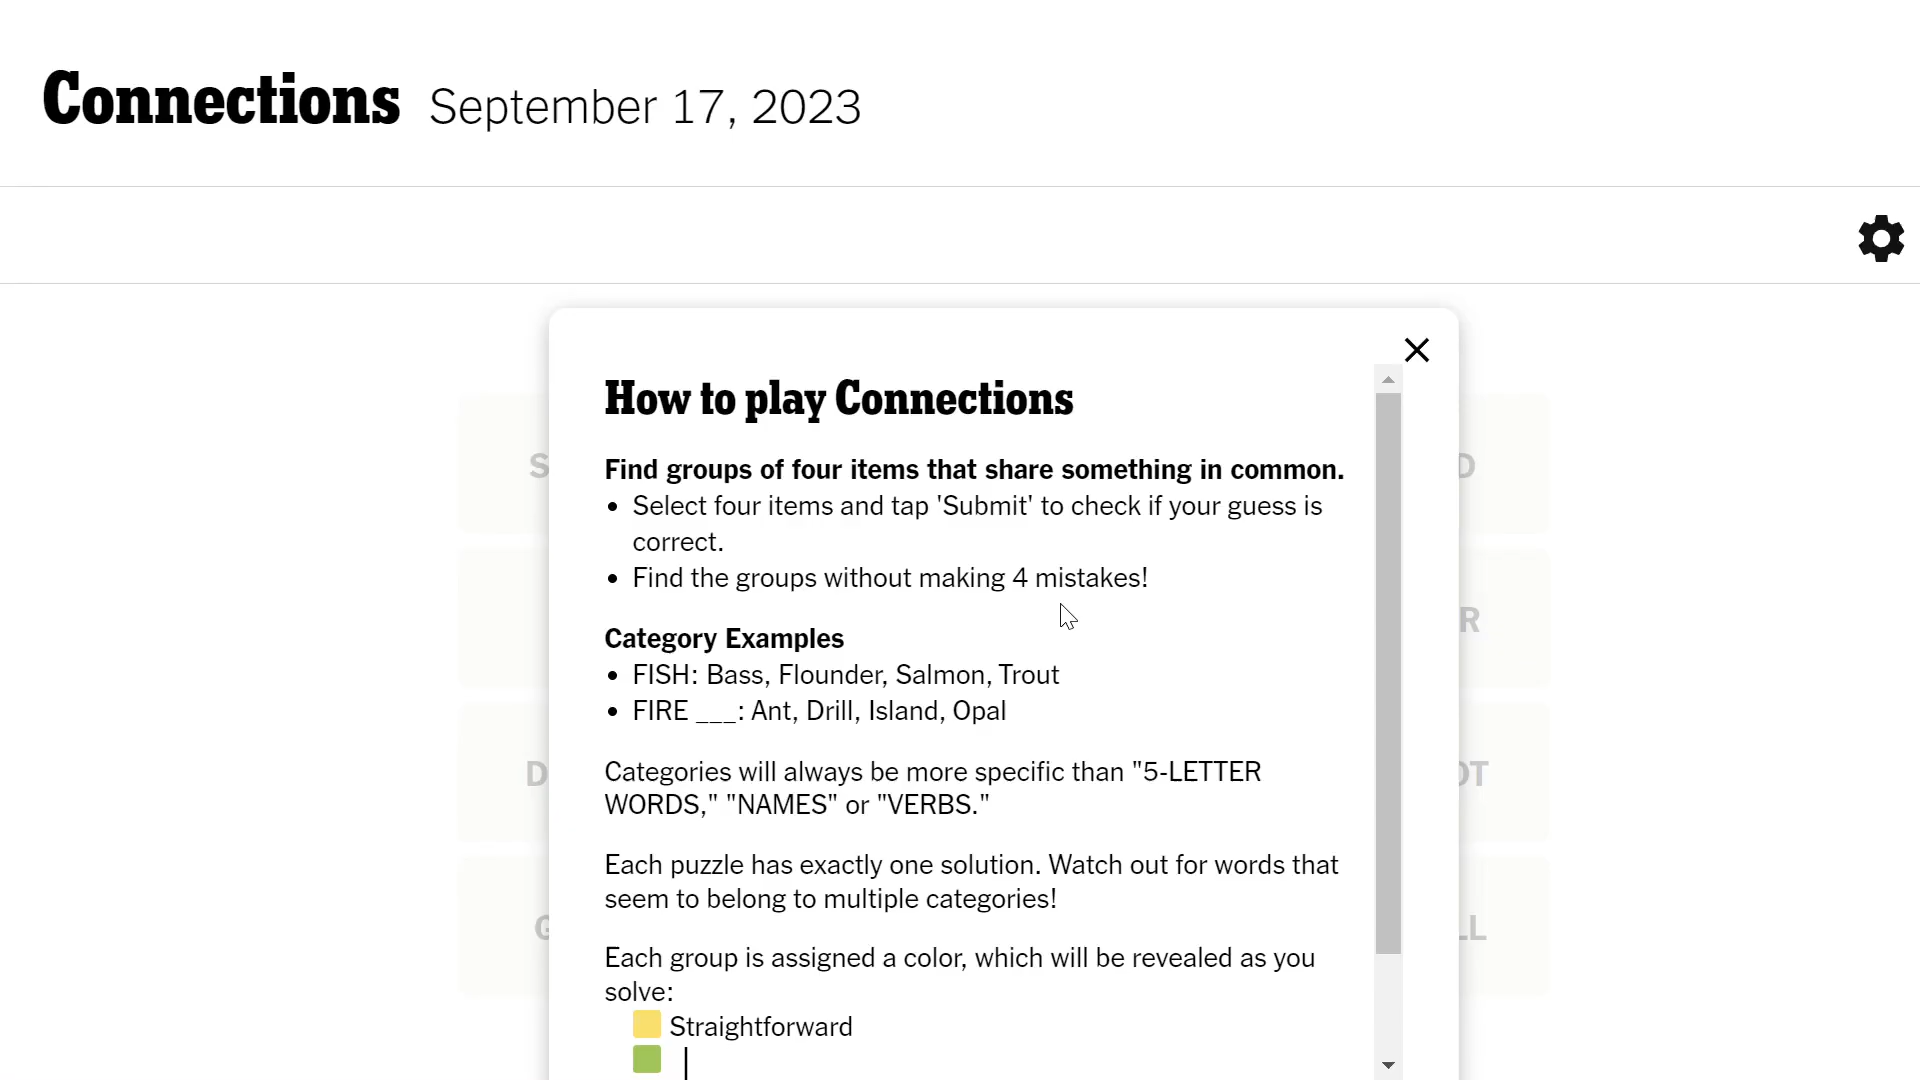 Connections September 17, 2023
How to play Connections
Find groups of four items that share something in common.
Select four items and tap 'Submit' to check if your guess is
correct.
Find the groups without making 4 mistakes!
Category Examples
FISH: Bass, Flounder, Salmon, Trout
FIRE ___: Ant, Drill, Island, Opal
Categories will always be more specific than "5-LETTER
WORDS," "NAMES" or "VERBS."
Each puzzle has exactly one solution. Watch out for words that
seem to belong to multiple categories!
Each group is assigned a color, which will be revealed as you
solve:
Straightforward